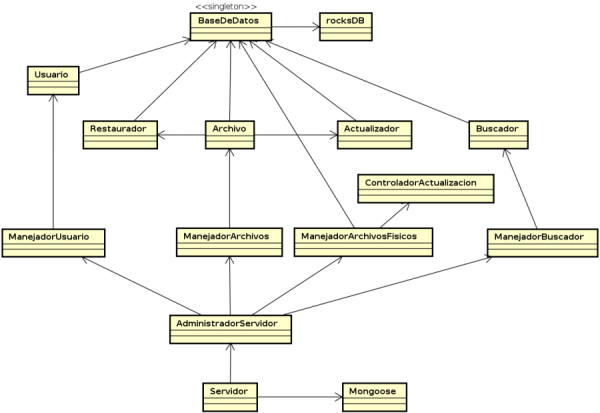 <<singleton>>
BaseDeDatos
rocksDB
Usuario
Restaurador
Archivo
Actualizador
Buscador
ControladorActualizacion
ManejadorUsuario
ManejadorArchivos
ManejadorArchivosFisicos
ManejadorBuscador
AdministradorServidor
Servidor
Mongoose